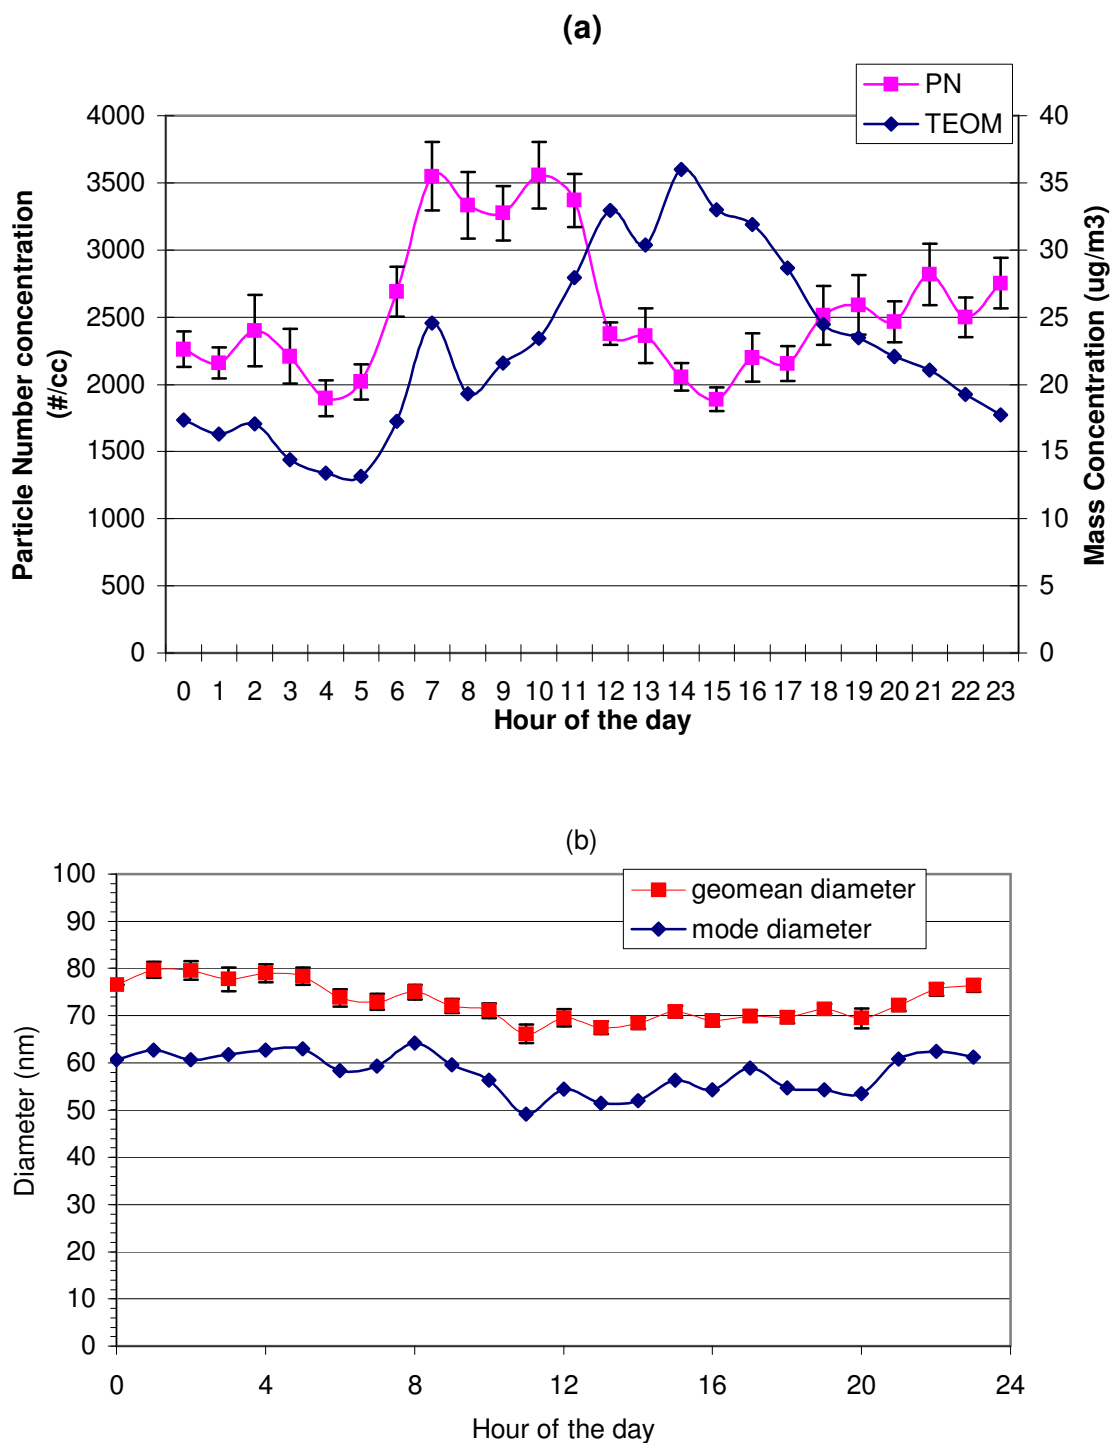 (a)
PN
TEOM
4000
3500
3000
2500
2000
1500
1000
500
0
Particle Number concentration
(#/cc)
40
35
30
25
20
15
10
5
0
Mass Concentration (ug/m3)
0 1 2 3 4 5 6 7 8 9 10 11 12 13 14 15 16 17 18 19 20 21 22 23
Hour of the day
(b)
geomean diameter
mode diameter
100
90
80
70
60
50
40
30
20
10
0
Diameter (nm)
0 4 8 12 16 20 24
Hour of the day